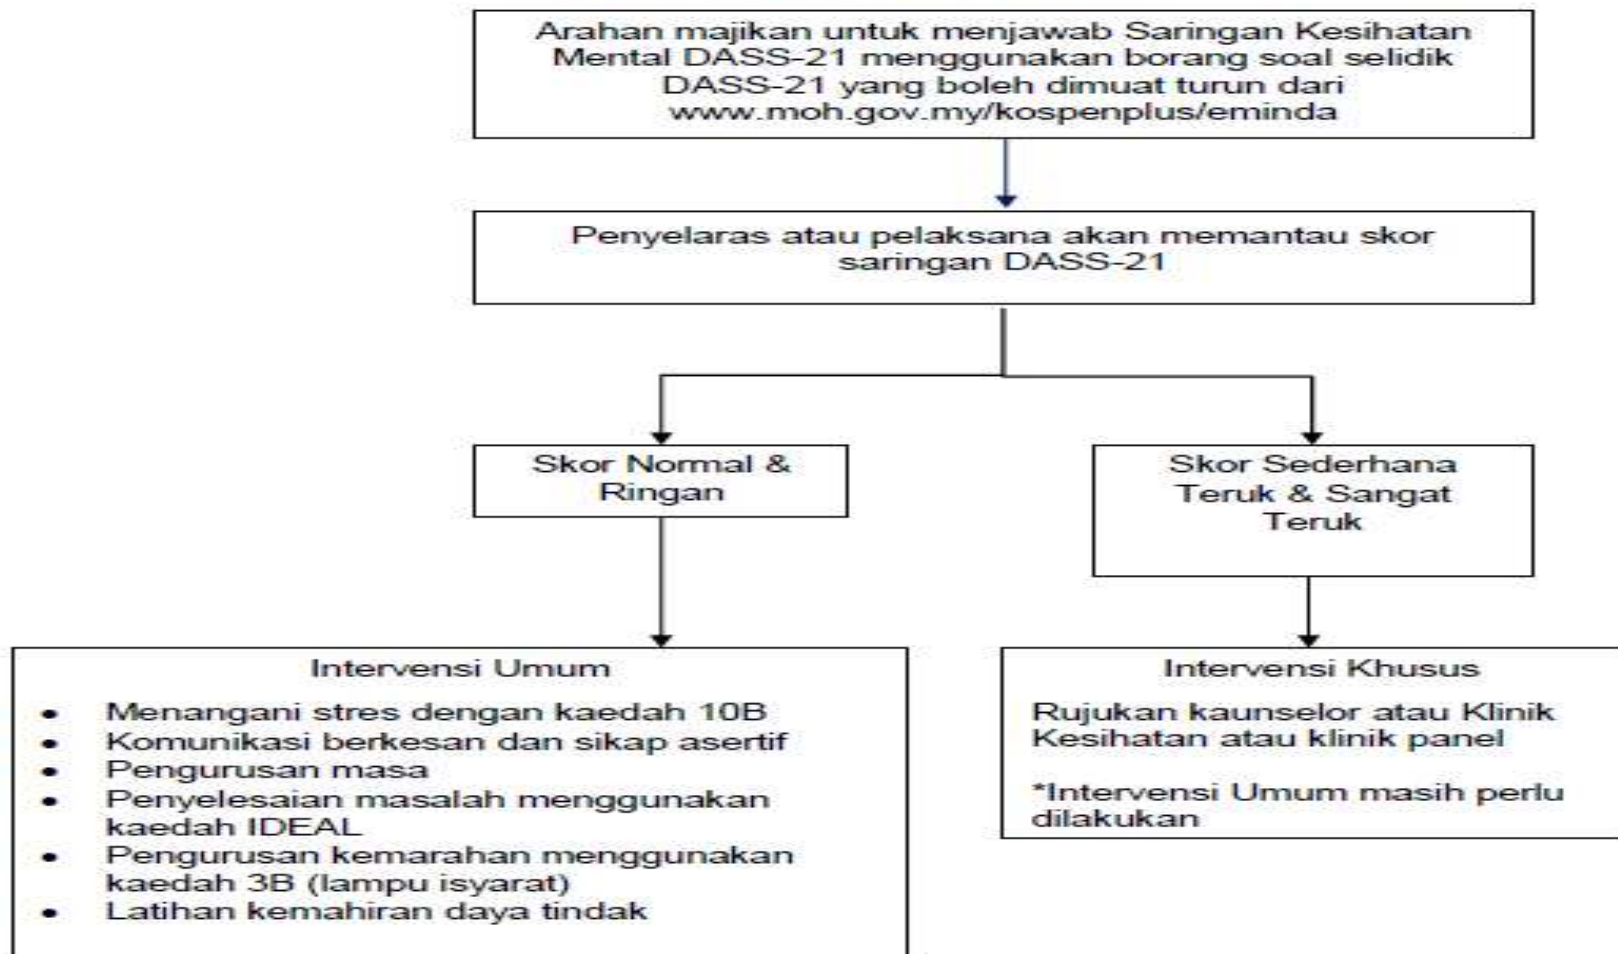 Arahan majikan untuk menjawab Saringan Kesihatan
Mental DASS-21 menggunakan borang soal selidik
DASS-21 yang boleh dimuat turun dari
www.moh.gov.my/kospenplus/eminda
Penyelaras atau pelaksana akan memantau skor
saringan DASS-21
Skor Normal &
Ringan
Skor Sederhana
Teruk & Sangat
Teruk
Intervensi Umum
• Menangani stres dengan kaedah 10B
• Komunikasi berkesan dan sikap asertif
• Pengurusan masa
• Penyelesaian masalah menggunakan
kaedah IDEAL
• Pengurusan kemarahan menggunakan
kaedah 3B (lampu isyarat)
• Latihan kemahiran daya tindak
Intervensi Khusus
Rujukan kaunselor atau Klinik
Kesihatan atau klinik panel
*Intervensi Umum masih perlu
dilakukan